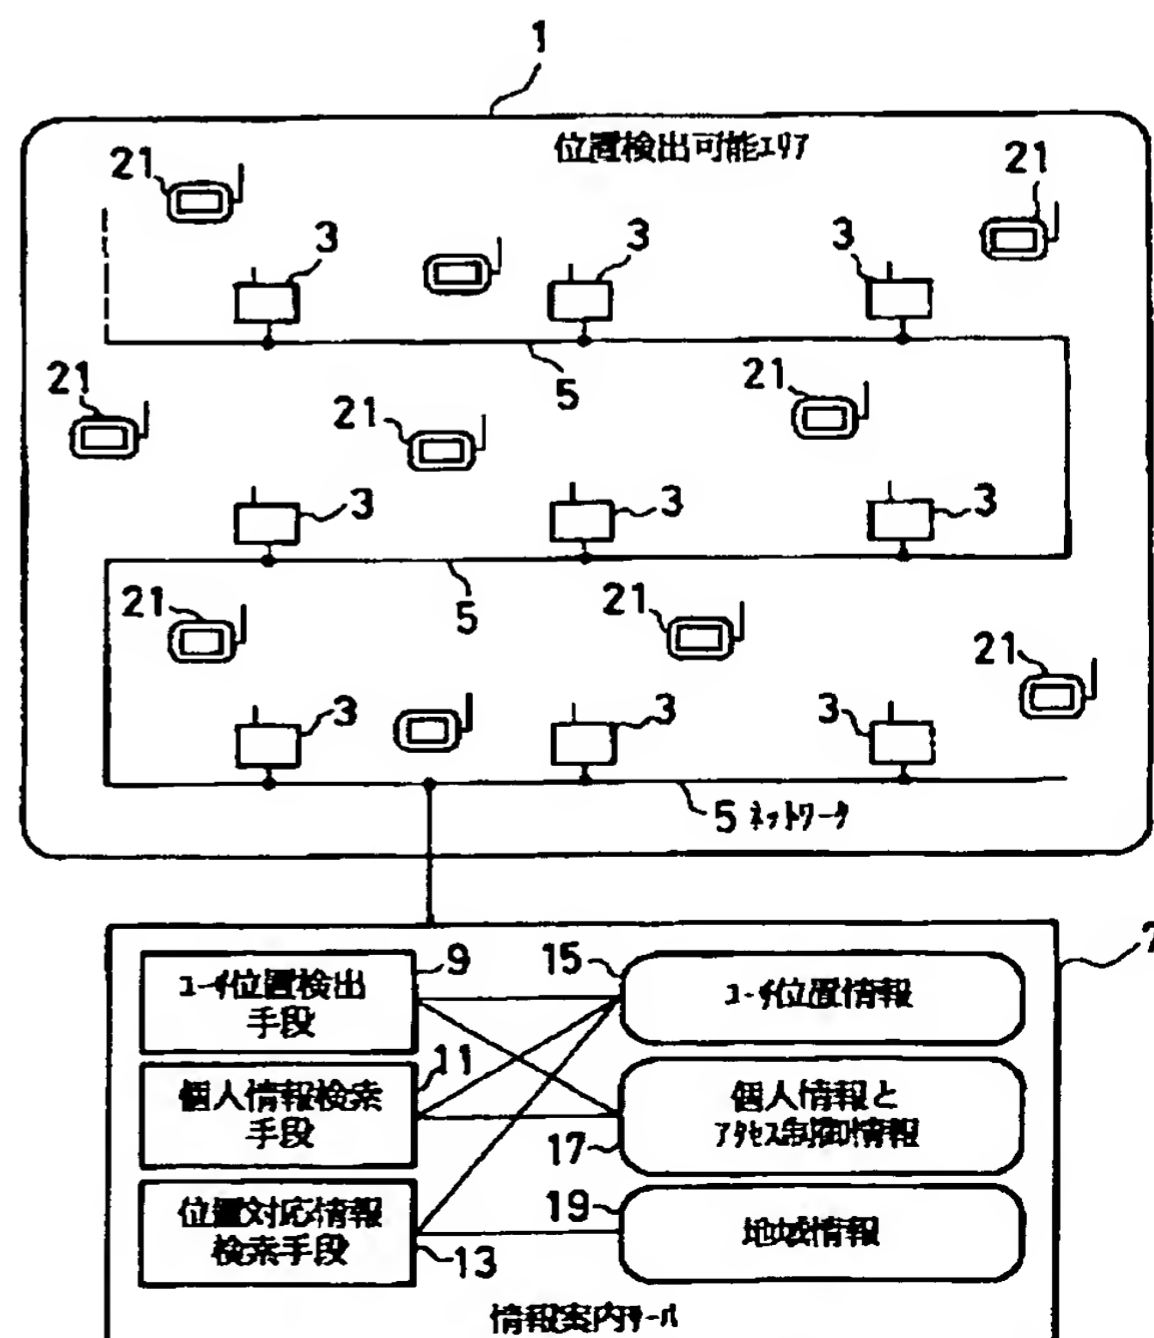 1
位置検出可能ｴﾘｱ
21
21
3
3
3
5
21
21
21
3
3
3
5
21
21
21
3
3
3
5 ﾈｯﾄﾜｰｸ
7
ﾕｰｻﾞ位置検出
手段
9
15
ﾕｰｻﾞ位置情報
個人情報検索
手段
11
個人情報と
ｱｸｾｽ制御情報
17
位置対応情報
検索手段
13
19
地域情報
情報案内ｻｰﾊﾞ